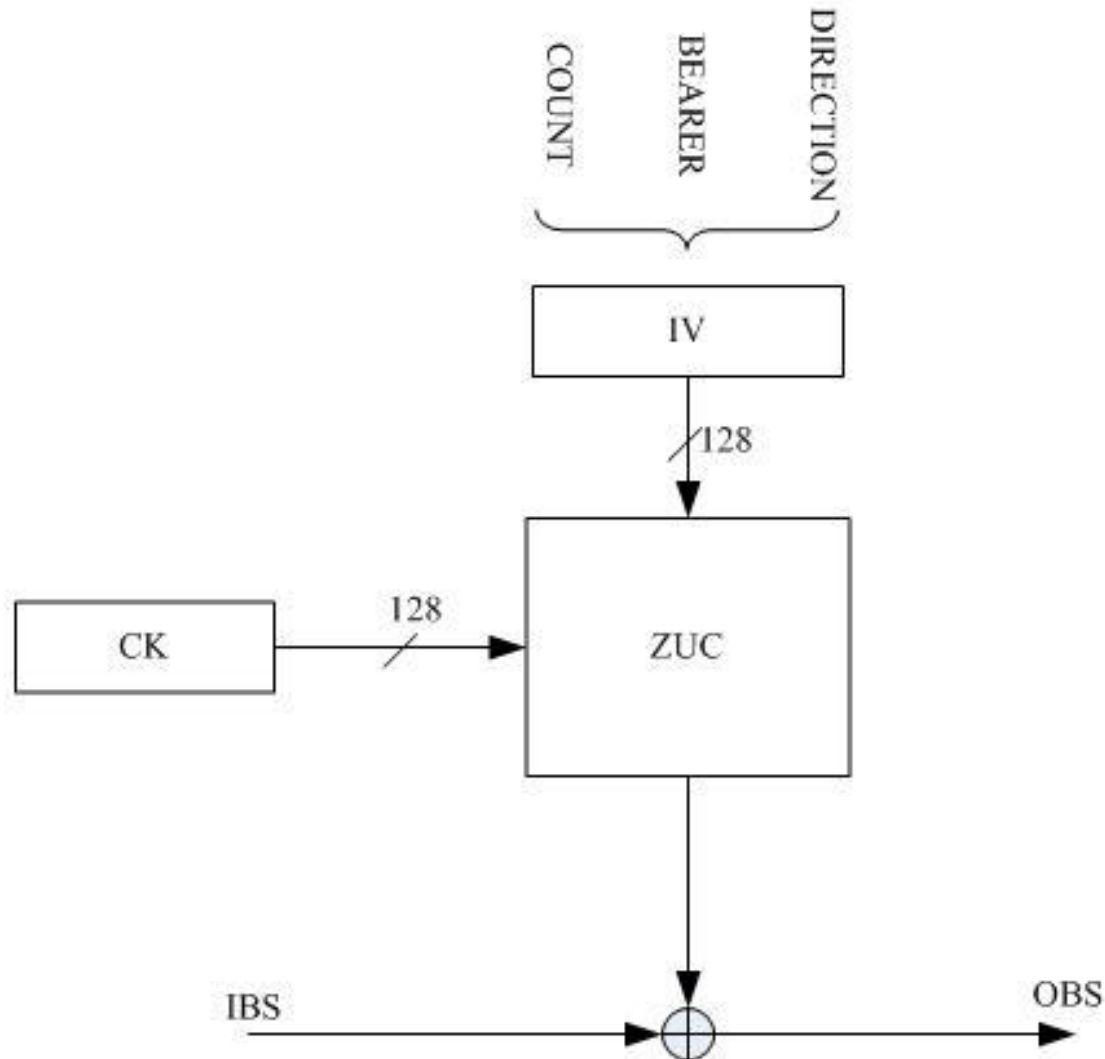 COUNT
BEARER
DIRECTION
IV
128
128
CK
ZUC
IBS
OBS